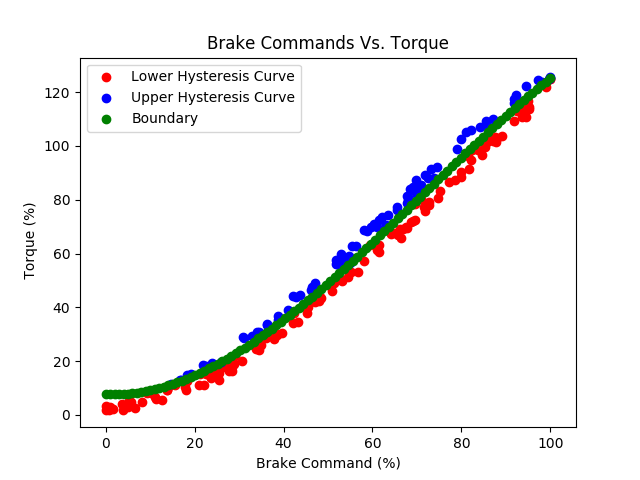 Brake Commands Vs. Torque
Lower Hysteresis Curve
Upper Hysteresis Curve
Boundary
Torque (%)
120
100
80
60
40
20
0
0 20 40 60 80 100
Brake Command (%)